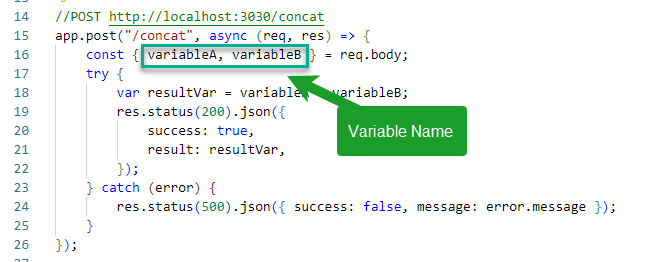 14 //POST http://localhost:3030/concat
15 app.post("/concat", async (req, res) => {
16 const { variableA, variableB } = req.body;
17 try {
18 var resultVar = variable variableB;
19 res.status(200).json({
20 success: true,
21 result: resultVar,
22 });
23 } catch (error) {
24 res.status(500).json({ success: false, message: error.message });
25 }
26 });
Variable Name